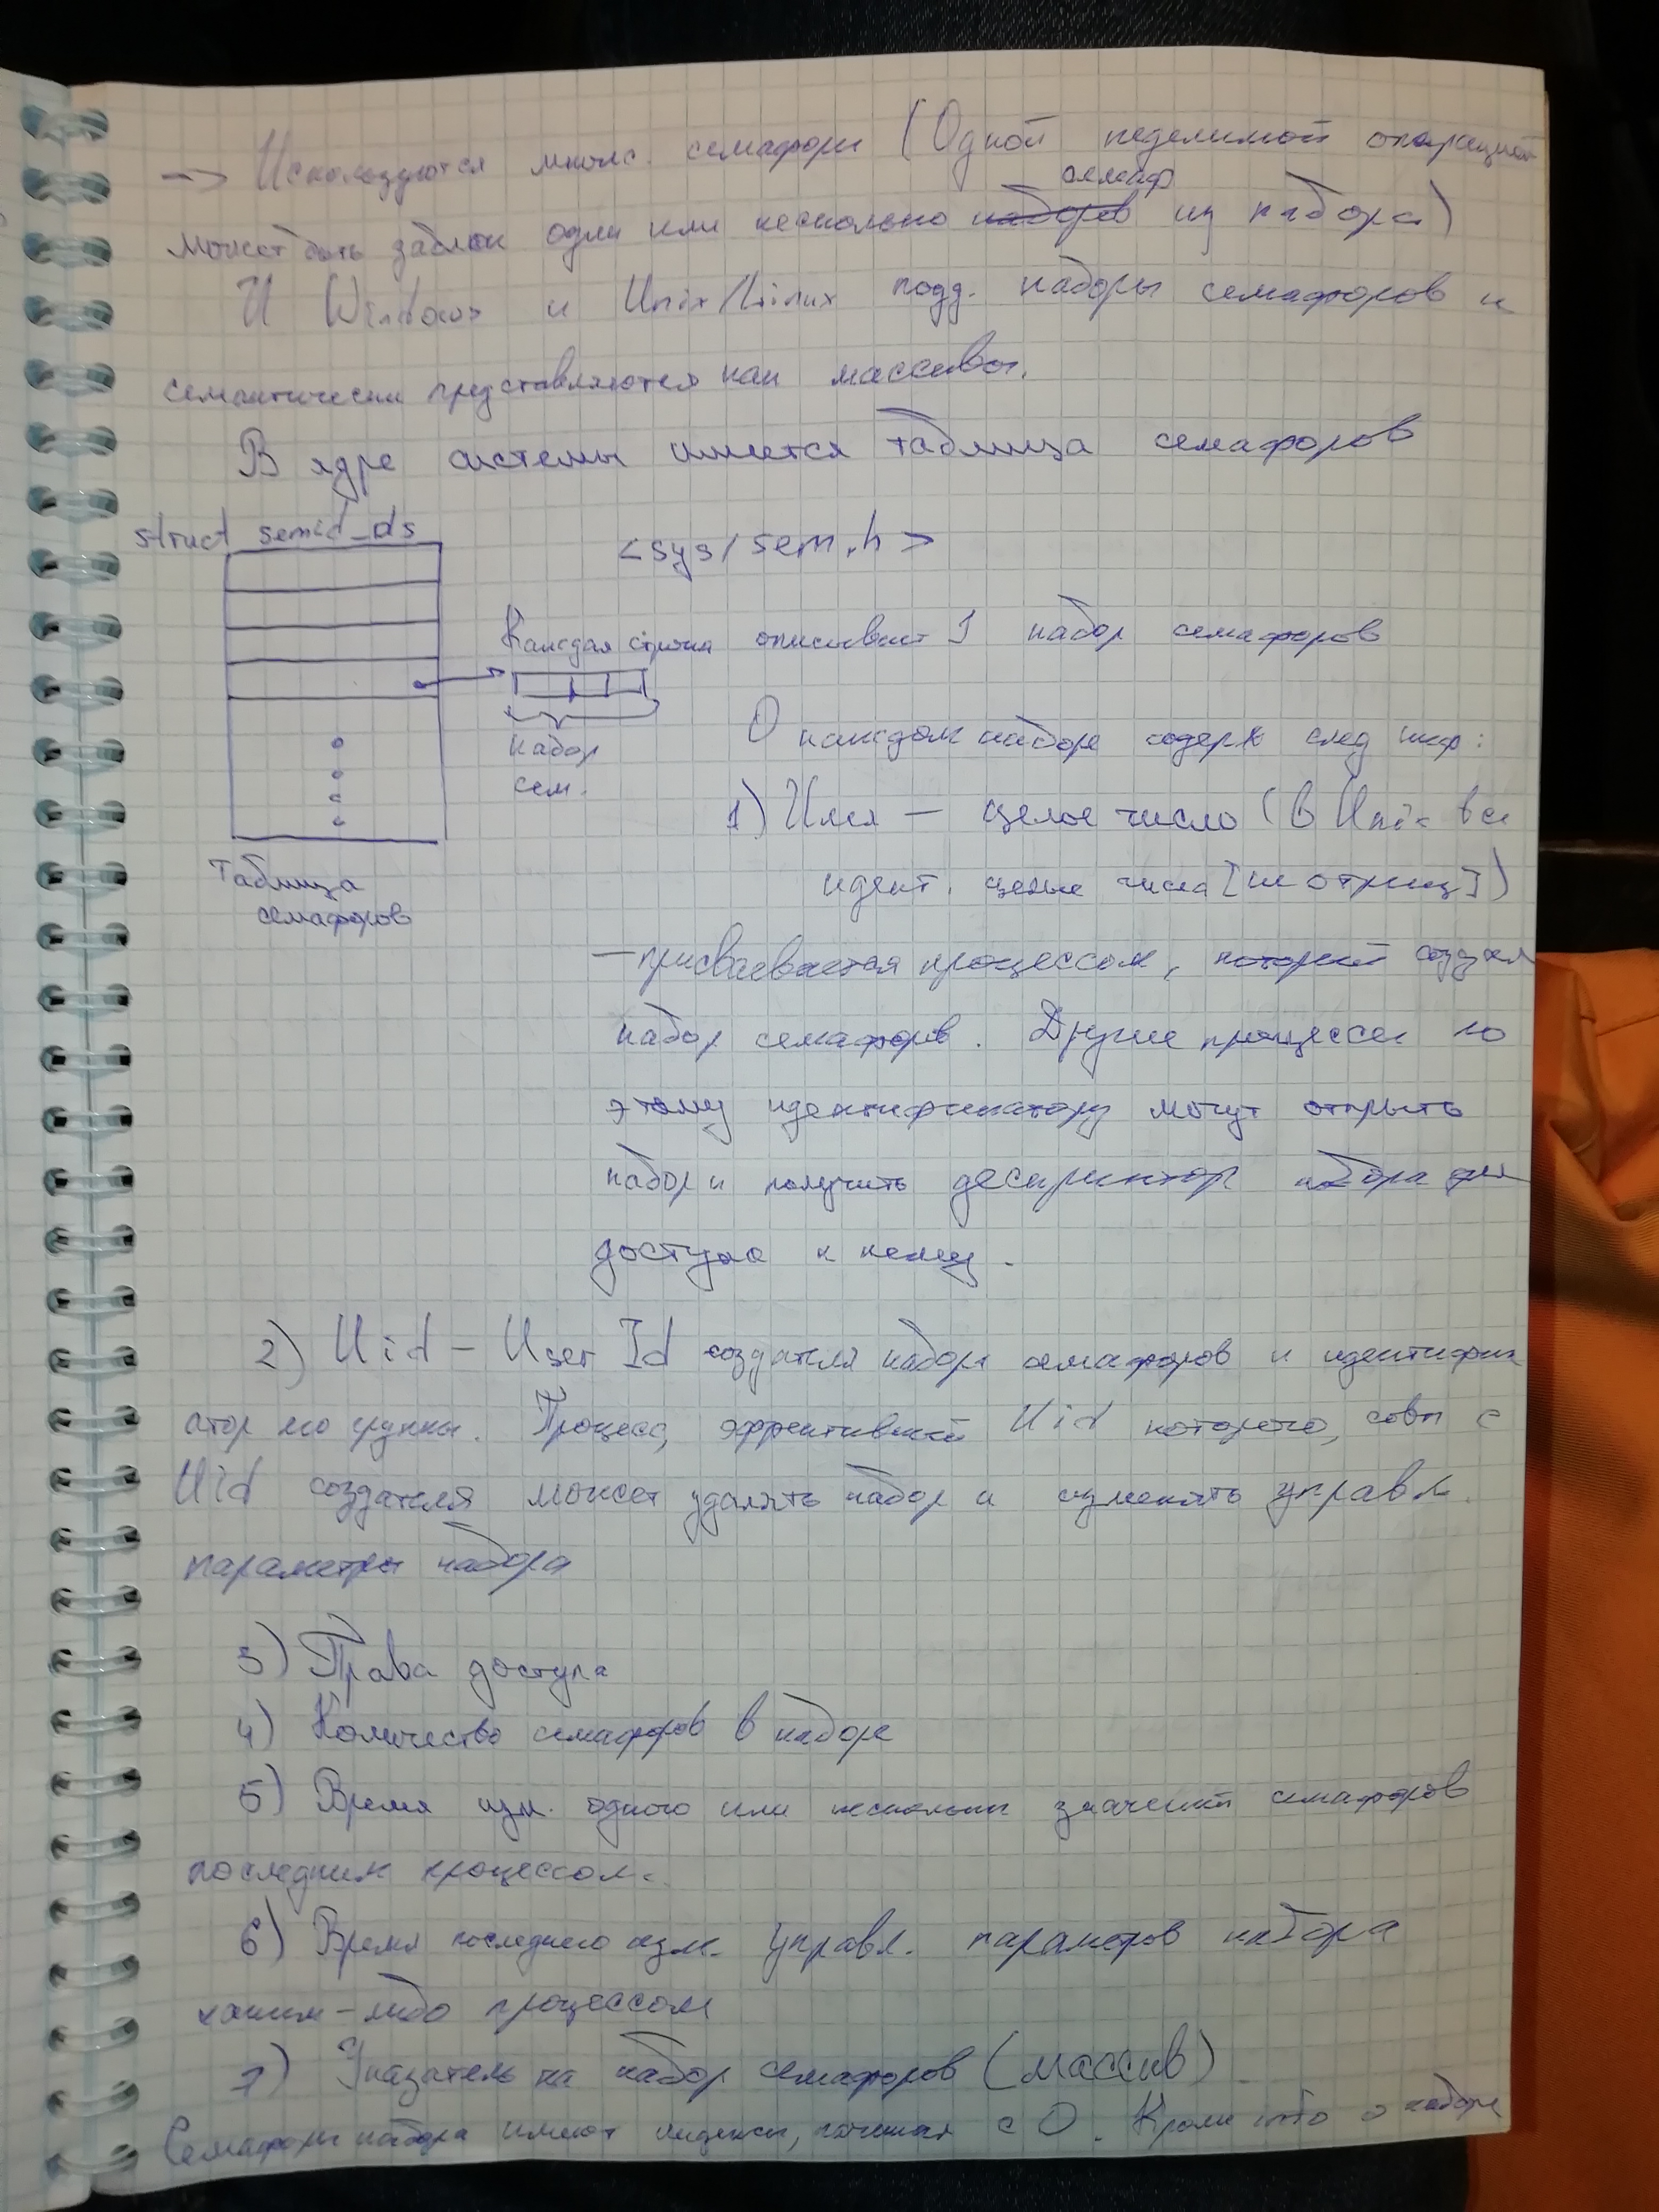 -> Используются множ. семафоры (Одной неделимой операцией
семаф
может быть заблок один или несколько наборов из набора)
И Windows и Unix/Linux подд. наборы семафоров и
семантически представляются как массивы.
В ядре системы имеется таблица семафоров
struct semid_ds
<sys/sem.h>
Каждая строка описывает 1 набор семафоров
набор
сем.
О каждом наборе содерж след инф:
1) Имя — целое число (в Unix все
идент. целые числа [не отриц])
Таблица
семафоров
— присваивается процессом, который создал
набор семафоров. Другие процессы по
этому идентификатору могут открыть
набор и получить дескриптор набора для
доступа к нему.
2) Uid — User Id создателя набора семафоров и идентифик
атор его группы. Процесс, эффективный Uid которого, совп с
Uid создателя может удалять набор и изменять управл.
параметры набора
3) Права доступа
4) Количество семафоров в наборе
5) Время изм. одного или нескольких значений семафоров
последним процессом.
6) Время последнего изм. управл. параметров набора
каким-либо процессом
7) Указатель на набор семафоров (массив).
Семафоры набора имеют индексы, начиная с 0. Кроме того о наборе